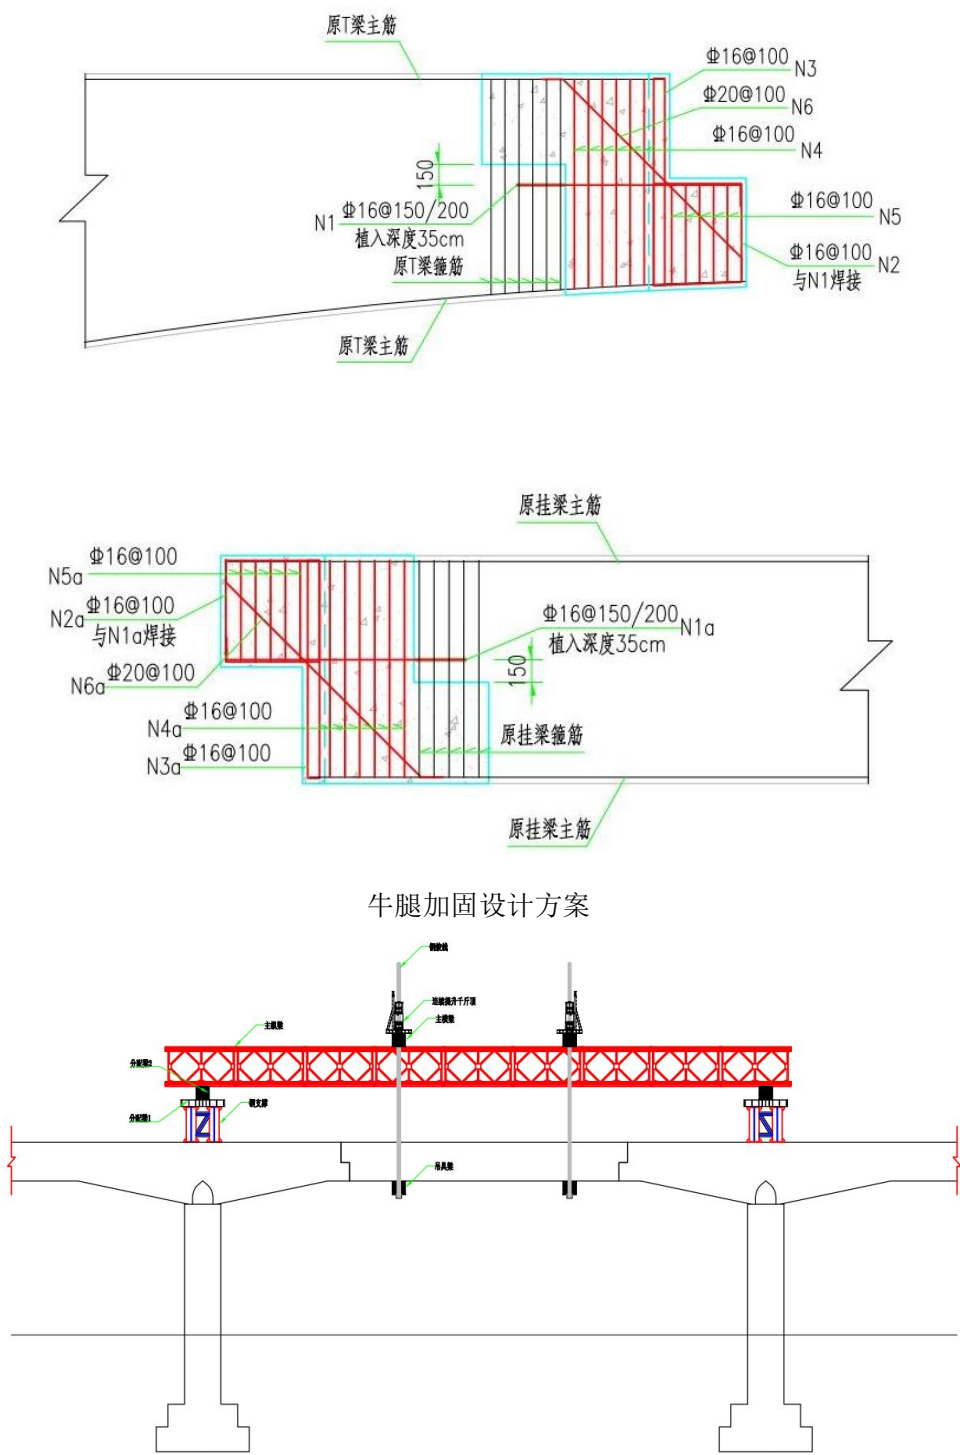 原T梁主筋
Φ16@100 N3
Φ20@100 N6
Φ16@100 N4
150
N1 Φ16@150/200
植入深度35cm
原T梁箍筋
Φ16@100 N5
Φ16@100 N2
与N1焊接
原T梁主筋
原挂梁主筋
N5a Φ16@100
N2a Φ16@100
与N1a焊接
N6a Φ20@100
Φ16@150/200 N1a
植入深度35cm
150
N4a Φ16@100
N3a Φ16@100
原挂梁箍筋
原挂梁主筋
牛腿加固设计方案
钢绞线
连续提升千斤顶
主横梁
主纵梁
分配梁2
分配梁1
钢支撑
吊具梁